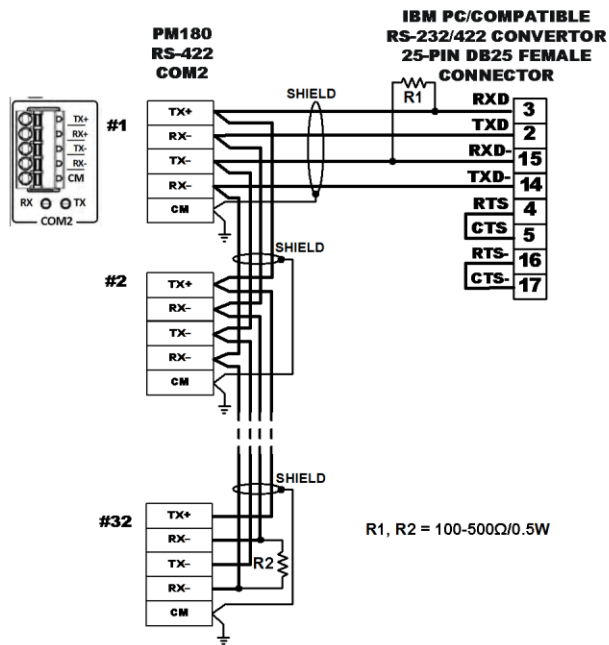 IBM PC/COMPATIBLE
RS-232/422 CONVERTOR
25-PIN DB25 FEMALE
CONNECTOR
PM180
RS-422
COM2
#1
TX+
RX+
TX-
RX-
CM
RX
TX
COM2
TX+
RX–
TX–
RX–
CM
SHIELD
R1
RXD
3
TXD
2
RXD-
15
TXD-
14
RTS
4
CTS
5
RTS-
16
CTS-
17
SHIELD
#2
TX+
RX–
TX–
RX–
CM
SHIELD
#32
TX+
RX–
TX–
RX–
CM
R2
R1, R2 = 100-500Ω/0.5W